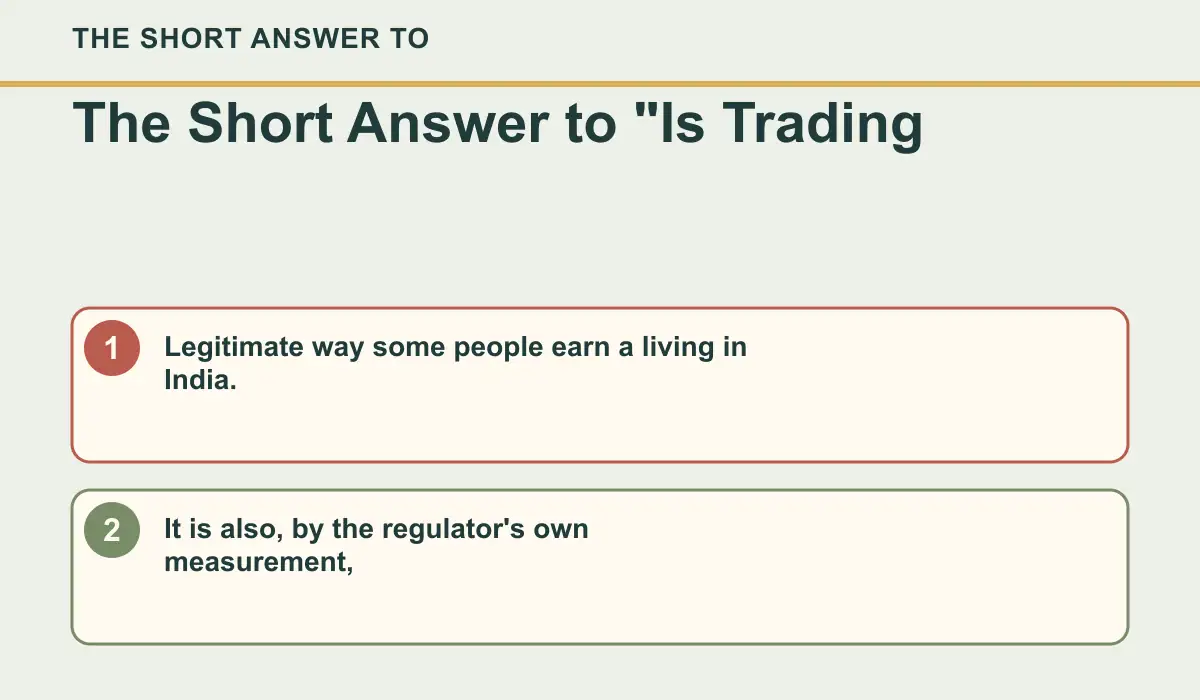 THE SHORT ANSWER TO
The Short Answer to "Is Trading
1
Legitimate way some people earn a living in
India.
2
It is also, by the regulator's own
measurement,